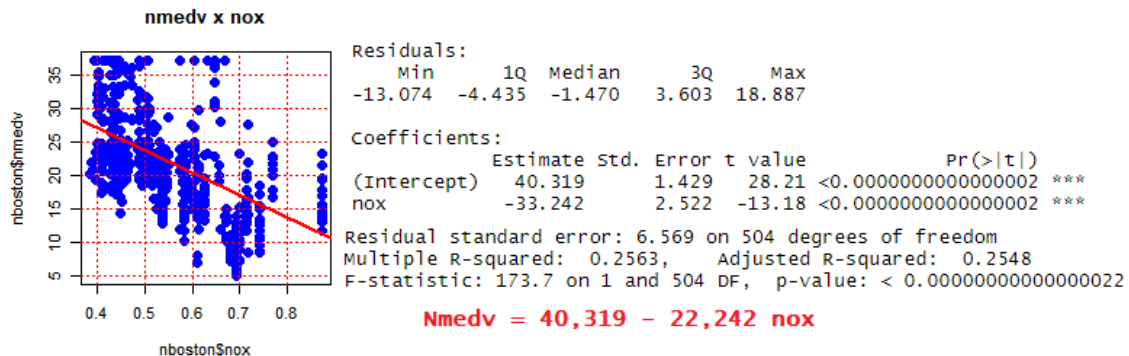 nmedv x nox
nboston$nmedv
35
30
25
20
15
10
5
0.4 0.5 0.6 0.7 0.8
nboston$nox
Residuals:
Min 1Q Median 3Q Max
-13.074 -4.435 -1.470 3.603 18.887
Coefficients:
Estimate Std. Error t value Pr(>|t|)
(Intercept) 40.319 1.429 28.21 <0.0000000000000002 ***
nox -33.242 2.522 -13.18 <0.0000000000000002 ***
Residual standard error: 6.569 on 504 degrees of freedom
Multiple R-squared: 0.2563, Adjusted R-squared: 0.2548
F-statistic: 173.7 on 1 and 504 DF, p-value: < 0.00000000000000022
Nmedv = 40,319 - 22,242 nox